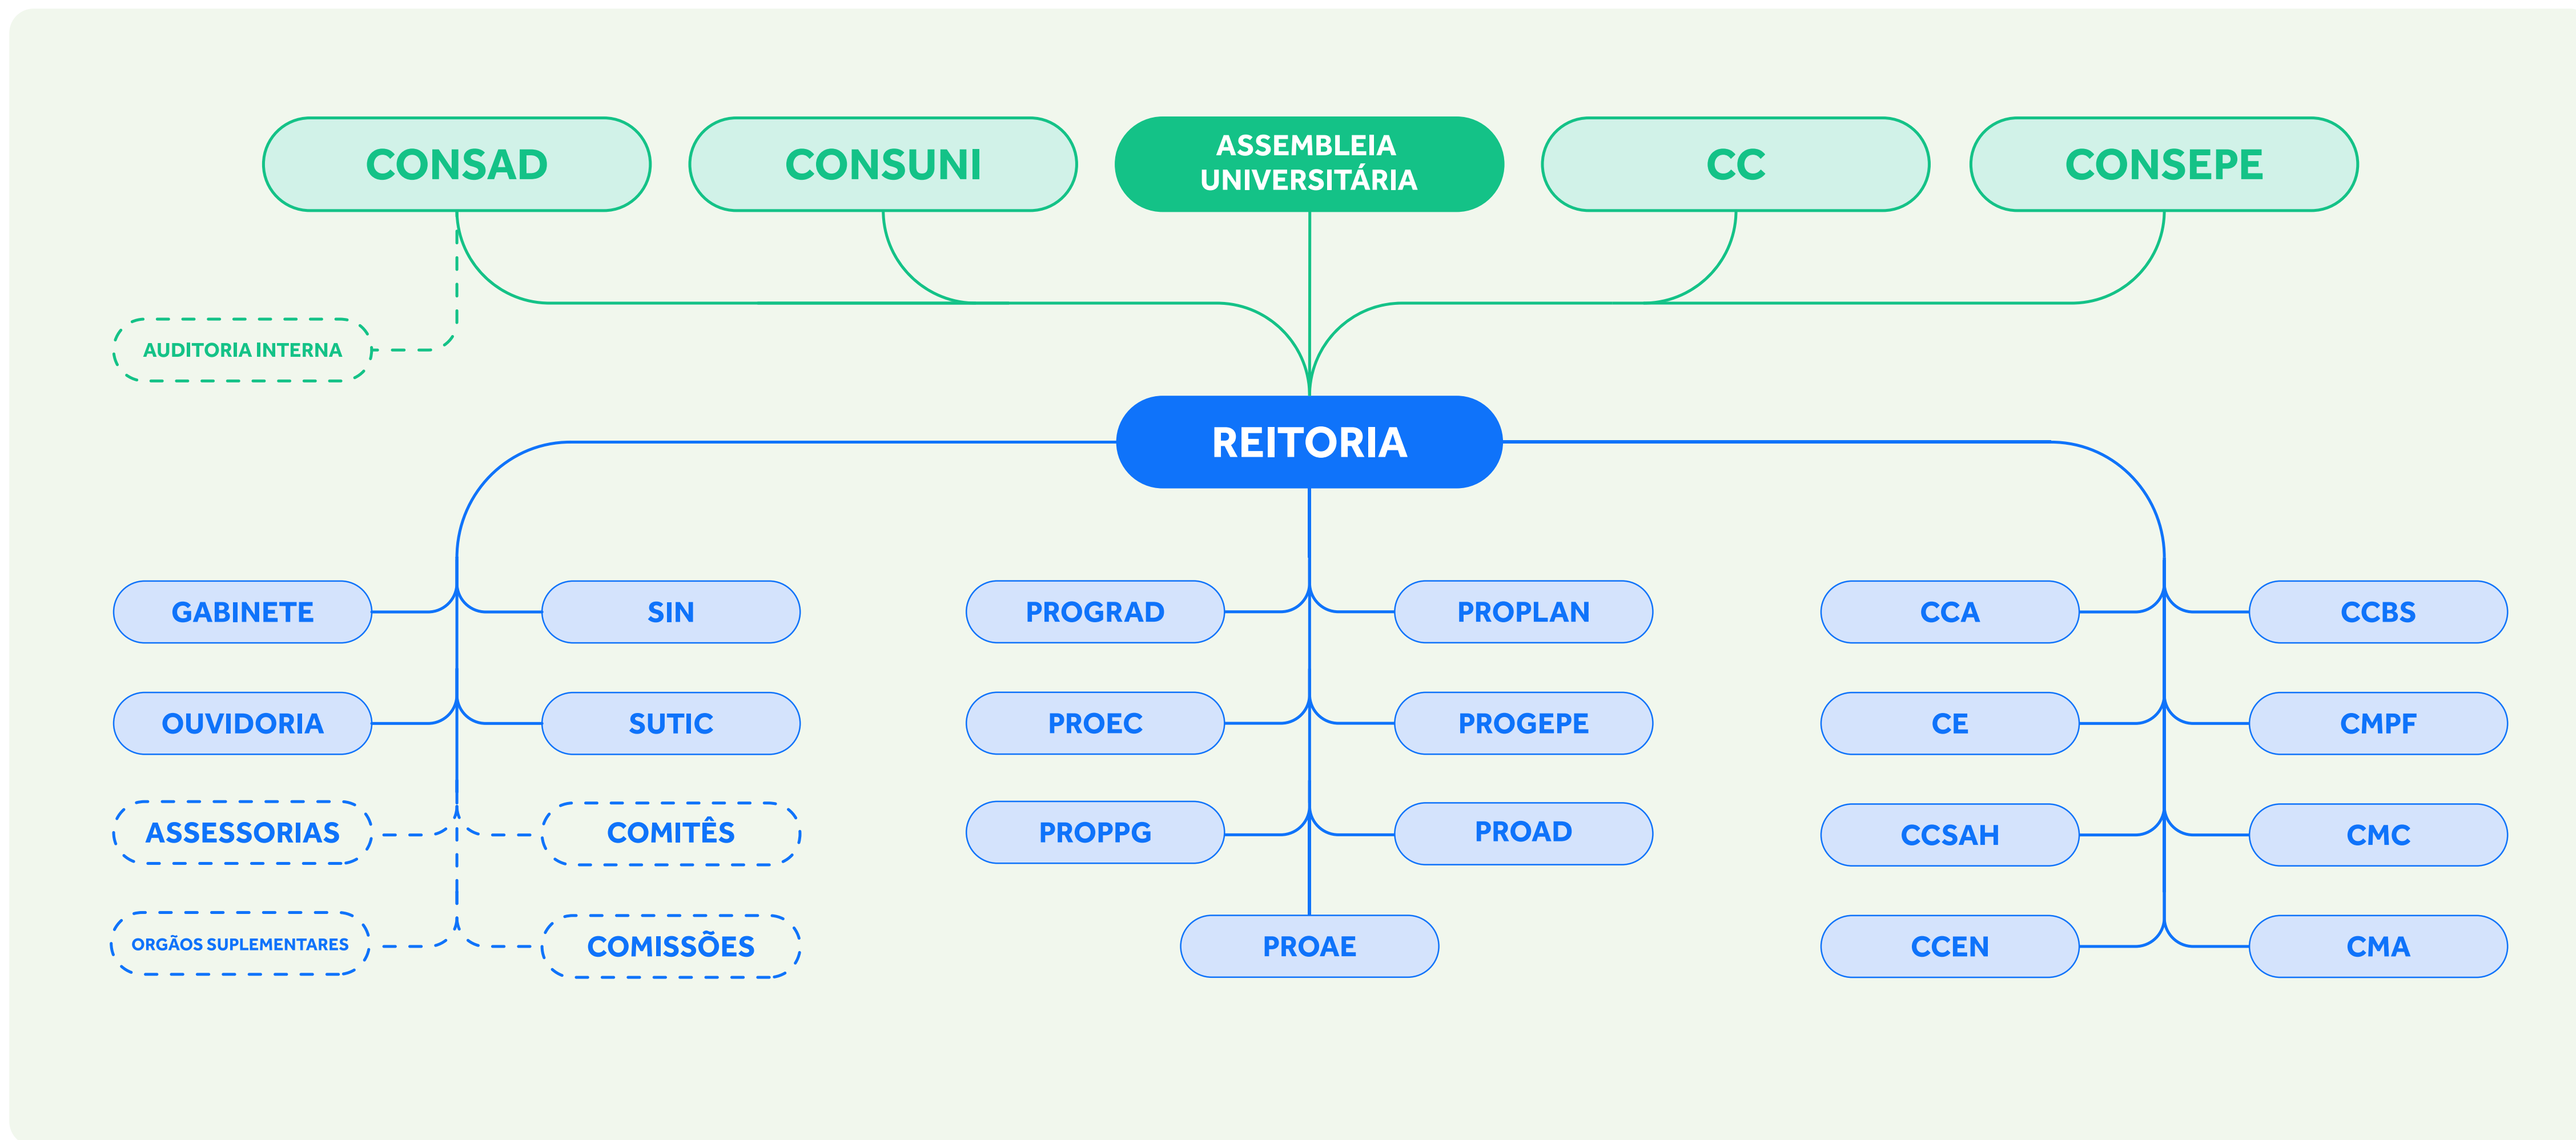 CONSAD
CONSUNI
ASSEMBLEIA
UNIVERSITÁRIA
CC
CONSEPE
AUDITORIA INTERNA
REITORIA
GABINETE
SIN
PROGRAD
PROPLAN
CCA
CCBS
OUVIDORIA
SUTIC
PROEC
PROGEPE
CE
CMPF
ASSESSORIAS
COMITÊS
PROPPG
PROAD
CCSAH
CMC
ORGÃOS SUPLEMENTARES
COMISSÕES
PROAE
CCEN
CMA